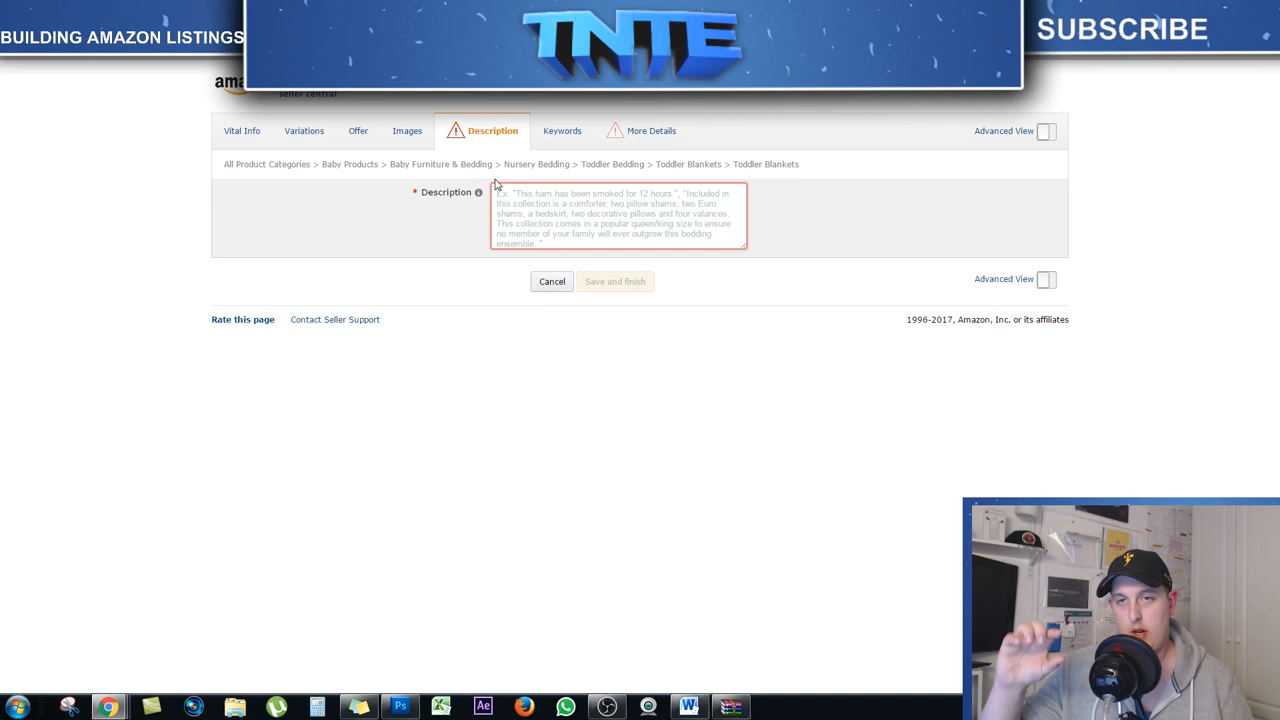 BUILDING AMAZON LISTINGS
TNTE
SUBSCRIBE
ama
seller central
Vital Info
Variations
Offer
Images
Description
Keywords
More Details
Advanced View
All Product Categories > Baby Products > Baby Furniture & Bedding > Nursery Bedding > Toddler Bedding > Toddler Blankets > Toddler Blankets
* Description
Ex: "This ham has been smoked for 12 hours.", "Included in
this collection is a comforter, two pillow shams, two Euro
shams, a bedskirt, two decorative pillows and four valances.
This collection comes in a popular queen/king size to ensure
no member of your family will ever outgrow this bedding
ensemble. "
Cancel
Save and finish
Advanced View
Rate this page
Contact Seller Support
1996-2017, Amazon, Inc. or its affiliates